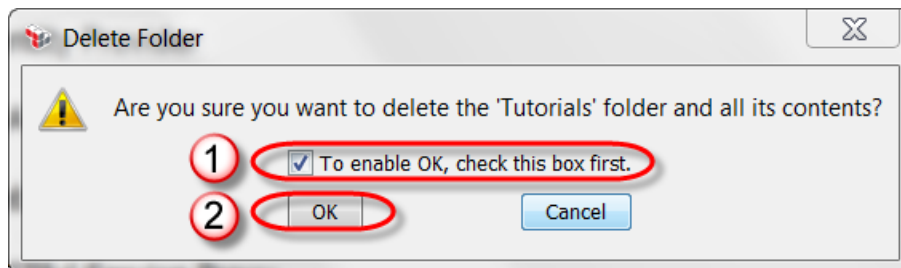 Delete Folder
Are you sure you want to delete the 'Tutorials' folder and all its contents?
1 To enable OK, check this box first.
2 OK Cancel